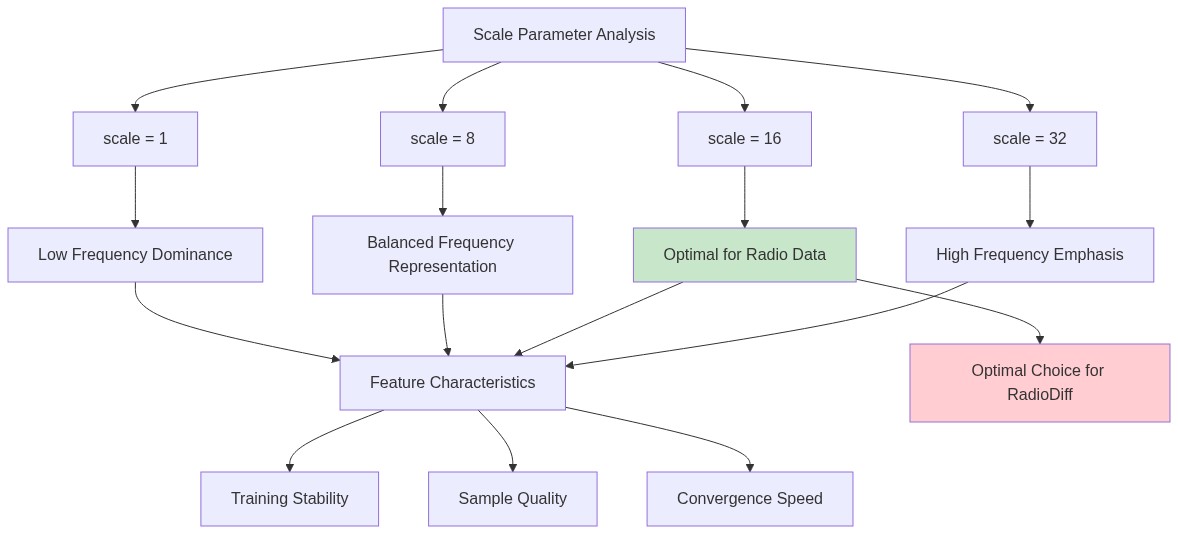 Scale Parameter Analysis
scale = 1
scale = 8
scale = 16
scale = 32
Low Frequency Dominance
Balanced Frequency
Representation
Optimal for Radio Data
High Frequency Emphasis
Feature Characteristics
Optimal Choice for
RadioDiff
Training Stability
Sample Quality
Convergence Speed